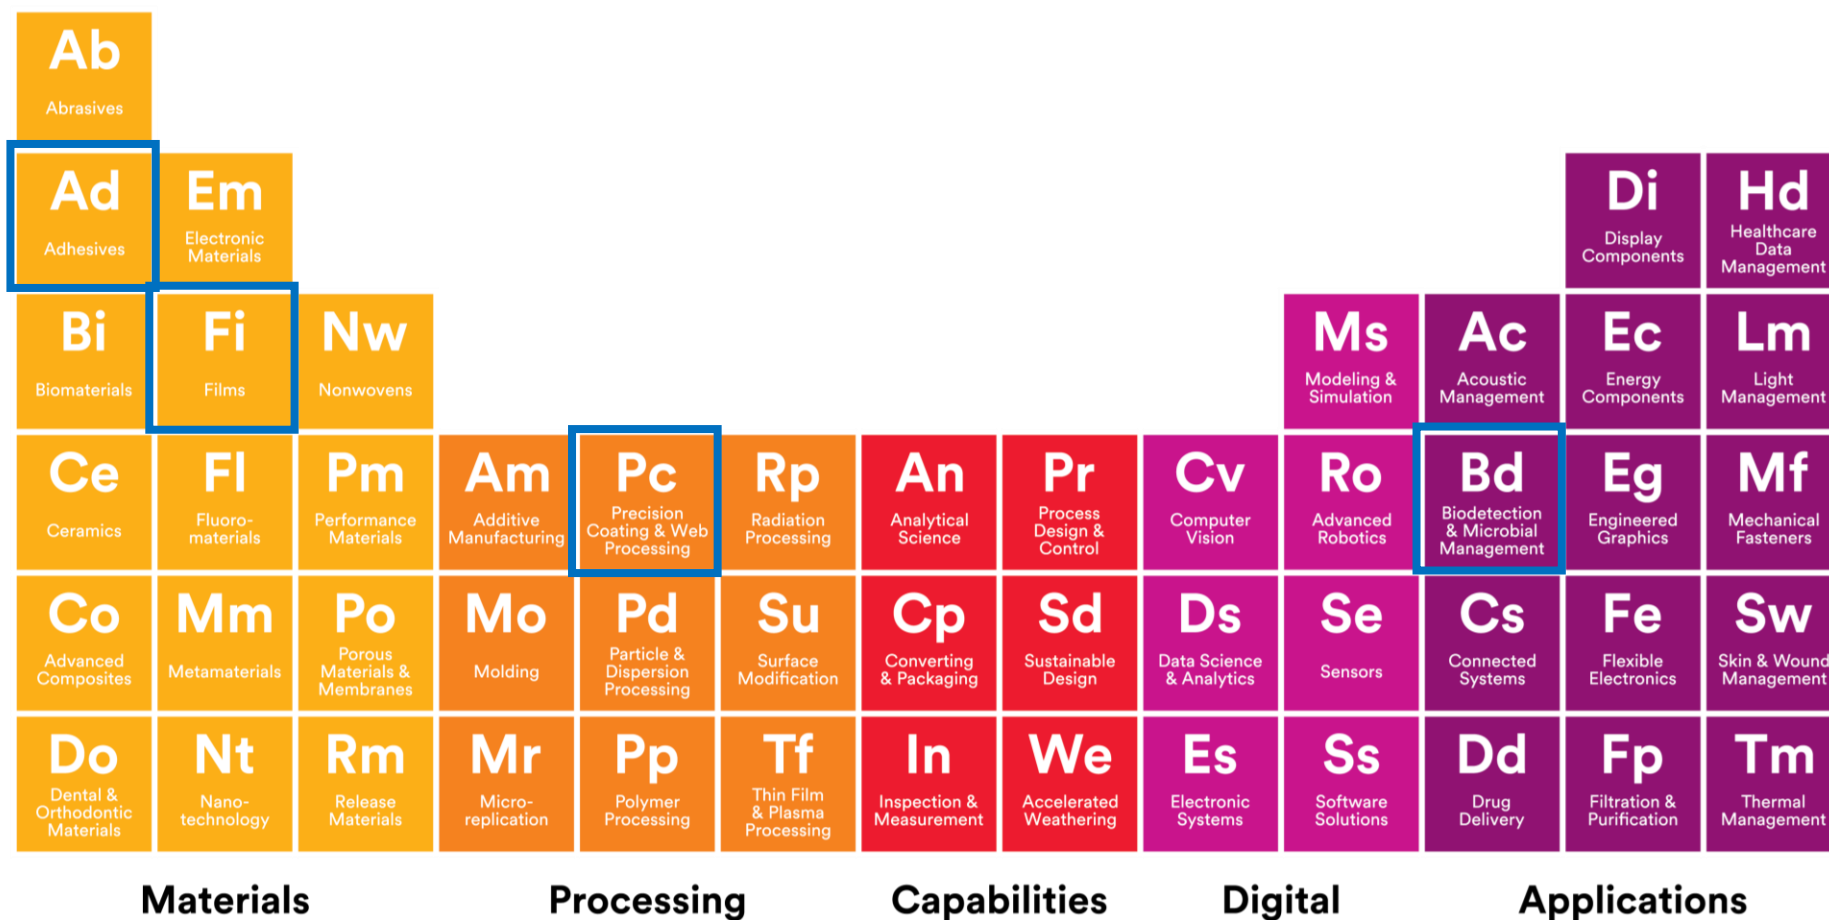 Ab
Abrasives
Ad
Adhesives
Em
Electronic
Materials
Di
Display
Components
Hd
Healthcare
Data
Management
Bi
Biomaterials
Fi
Films
Nw
Nonwovens
Ms
Modeling &
Simulation
Ac
Acoustic
Management
Ec
Energy
Components
Lm
Light
Management
Ce
Ceramics
Fl
Fluoro-
materials
Pm
Performance
Materials
Am
Additive
Manufacturing
Pc
Precision
Coating & Web
Processing
Rp
Radiation
Processing
An
Analytical
Science
Pr
Process
Design &
Control
Cv
Computer
Vision
Ro
Advanced
Robotics
Bd
Biodetection
& Microbial
Management
Eg
Engineered
Graphics
Mf
Mechanical
Fasteners
Co
Advanced
Composites
Mm
Metamaterials
Po
Porous
Materials &
Membranes
Mo
Molding
Pd
Particle &
Dispersion
Processing
Su
Surface
Modification
Cp
Converting
& Packaging
Sd
Sustainable
Design
Ds
Data Science
& Analytics
Se
Sensors
Cs
Connected
Systems
Fe
Flexible
Electronics
Sw
Skin & Wound
Management
Do
Dental &
Orthodontic
Materials
Nt
Nano-
technology
Rm
Release
Materials
Mr
Micro-
replication
Pp
Polymer
Processing
Tf
Thin Film
& Plasma
Processing
In
Inspection &
Measurement
We
Accelerated
Weathering
Es
Electronic
Systems
Ss
Software
Solutions
Dd
Drug
Delivery
Fp
Filtration &
Purification
Tm
Thermal
Management
Materials
Processing
Capabilities
Digital
Applications